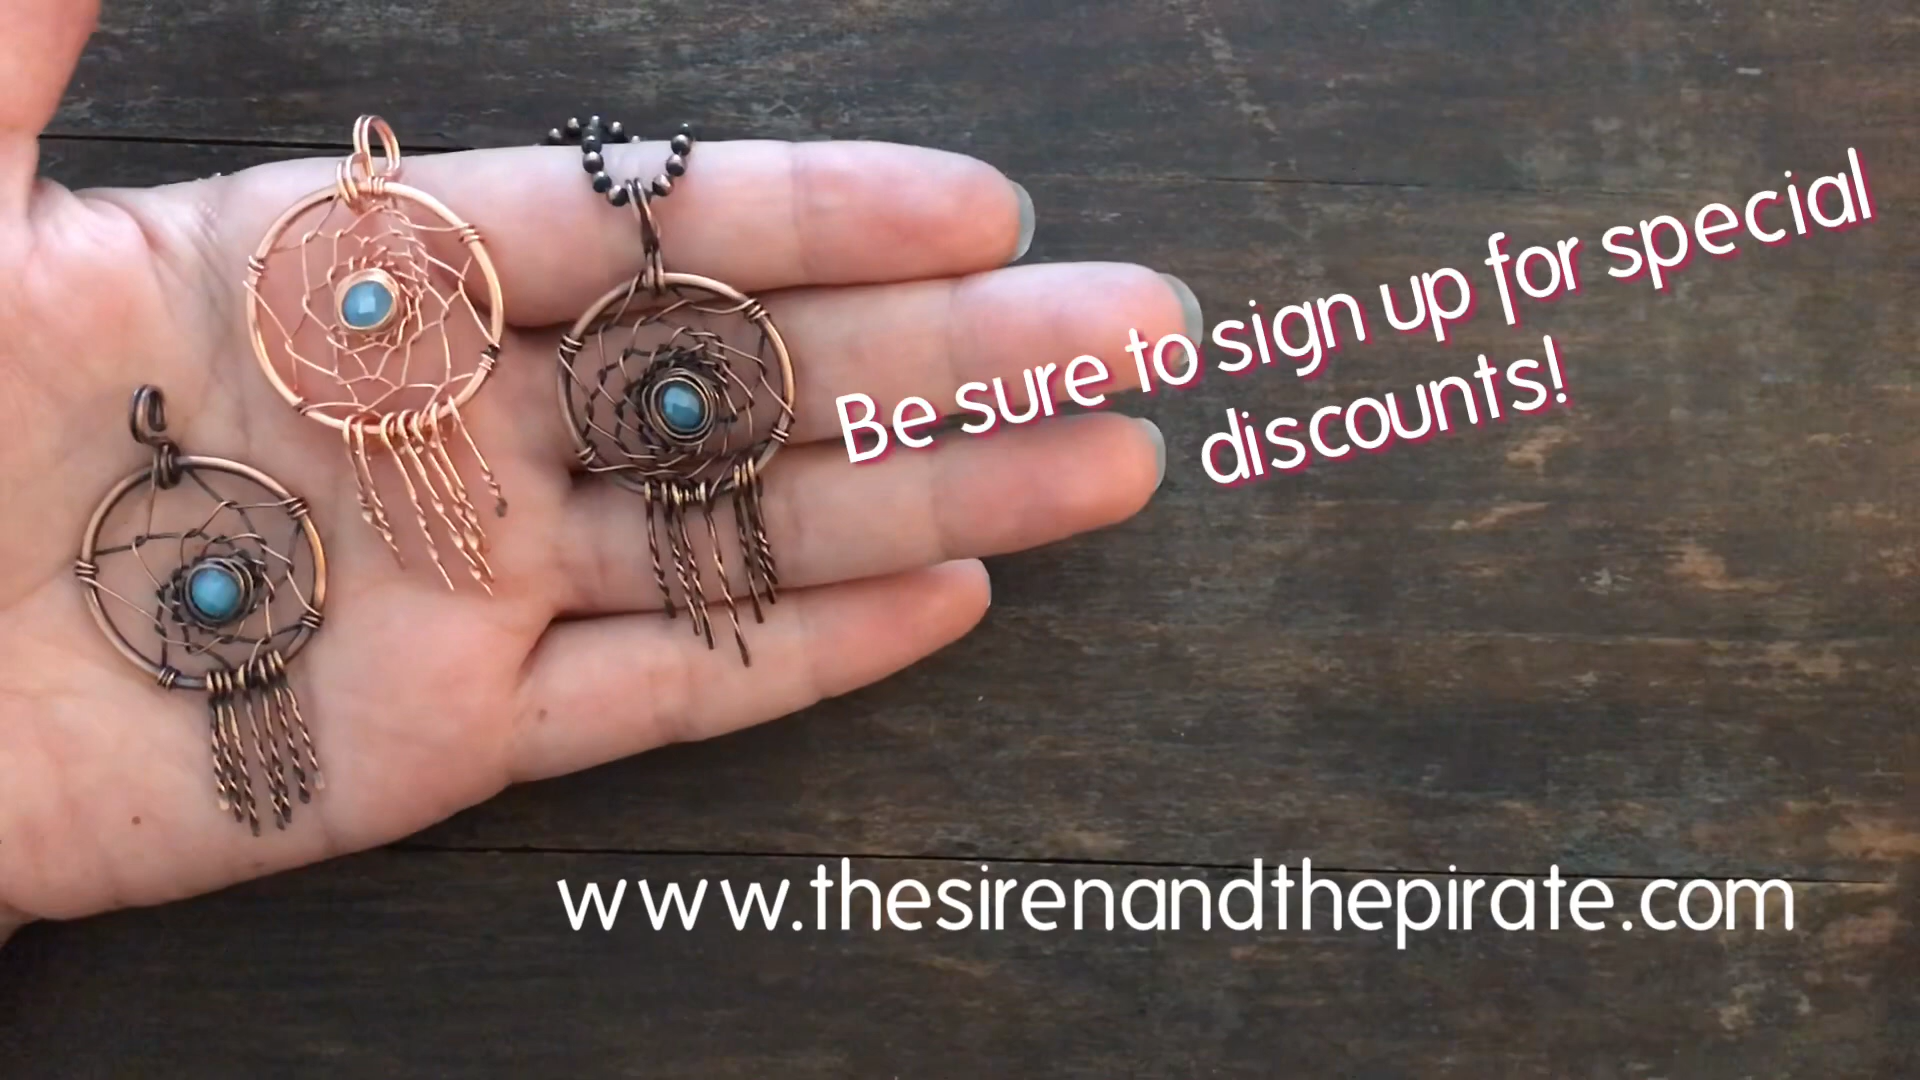 Be sure to sign up for special
discounts!
www.thesirenandthepirate.com